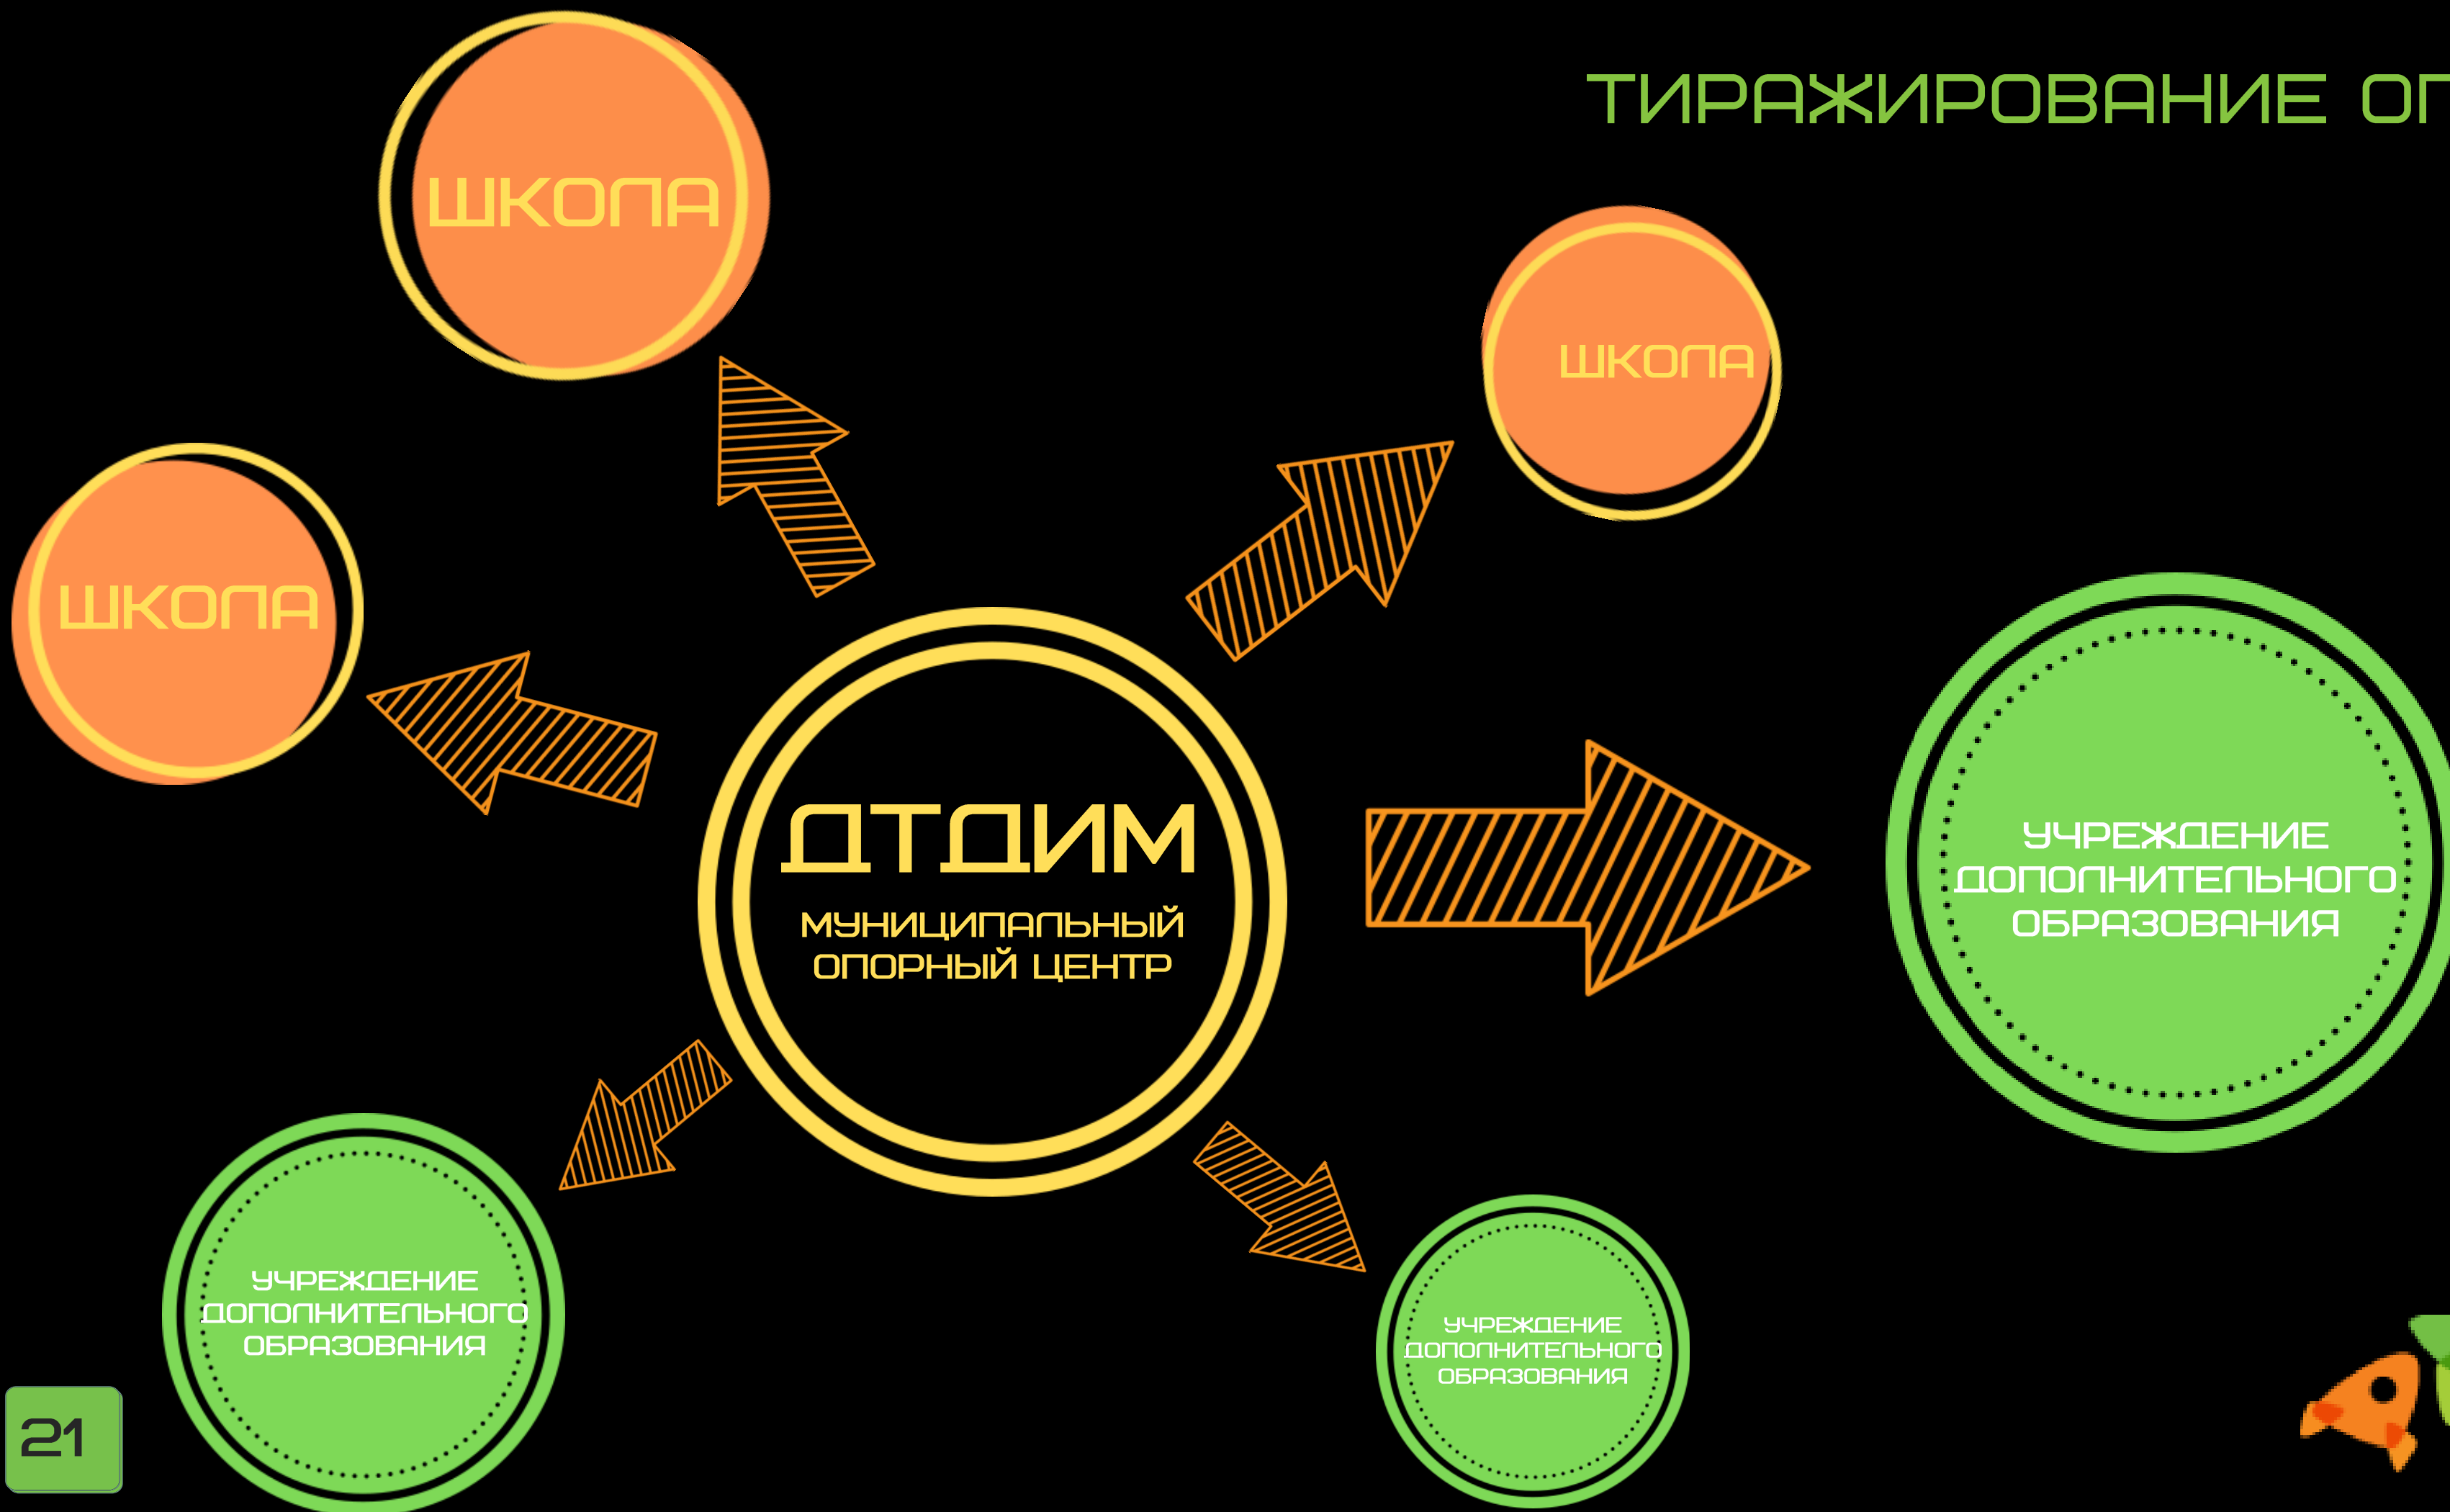 ТИРАЖИРОВАНИЕ
ШКОЛА
ШКОЛА
ШКОЛА
ДТДИМ
МУНИЦИПАЛЬНЫЙ
ОПОРНЫЙ ЦЕНТР
УЧРЕЖДЕНИЕ
ДОПОЛНИТЕЛЬНОГО
ОБРАЗОВАНИЯ
УЧРЕЖДЕНИЕ
ДОПОЛНИТЕЛЬНОГО
ОБРАЗОВАНИЯ
УЧРЕЖДЕНИЕ
ДОПОЛНИТЕЛЬНОГО
ОБРАЗОВАНИЯ
21